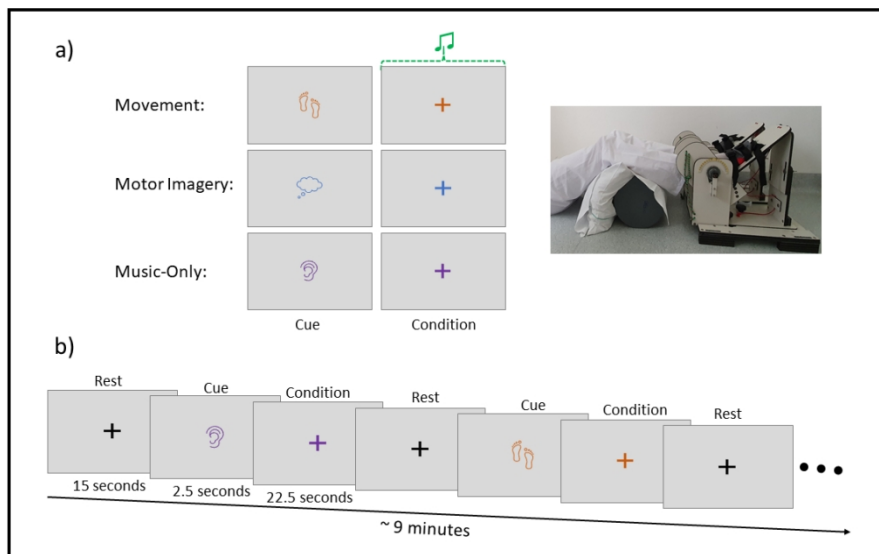 a)
Movement:
Motor Imagery:
Music-Only:
Cue
Condition
b)
Rest
Cue
Condition
Rest
Cue
Condition
Rest
15 seconds
2.5 seconds
22.5 seconds
~ 9 minutes